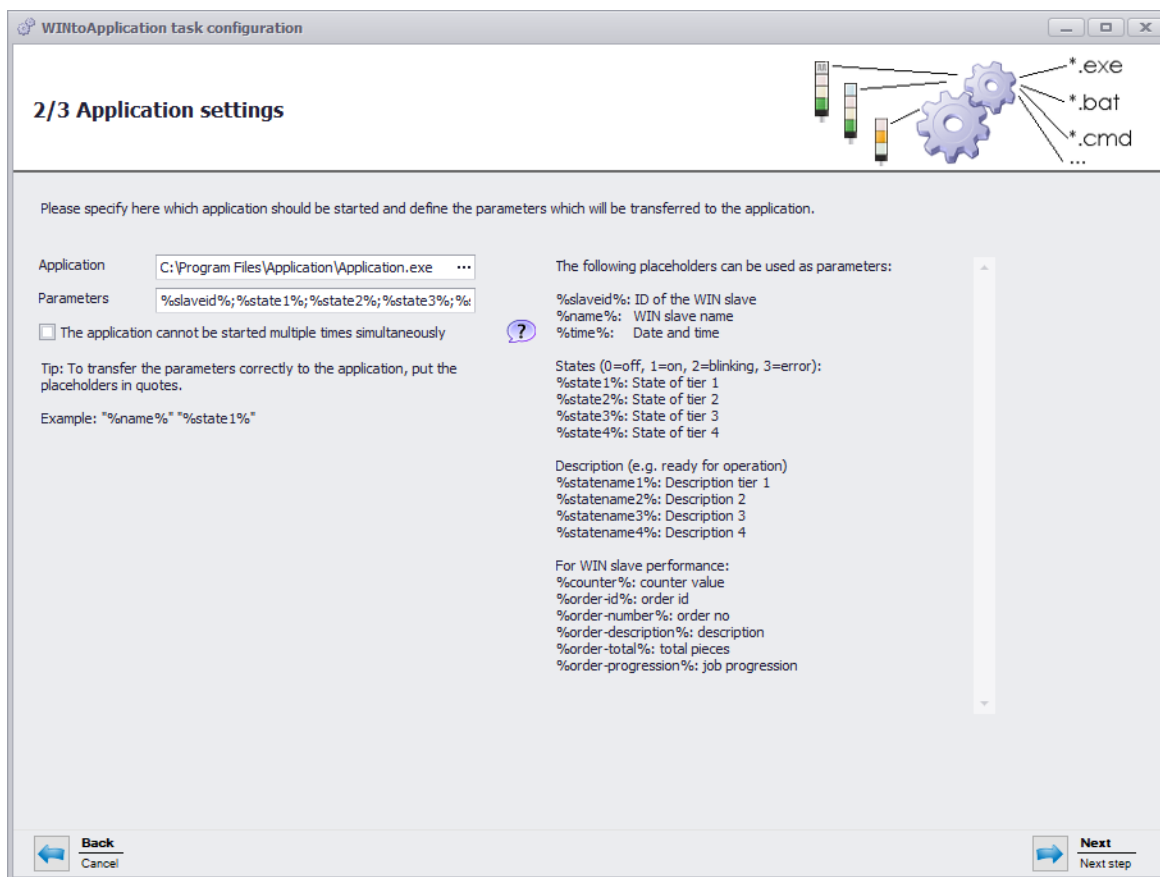 WINtoApplication task configuration
2/3 Application settings
*.exe
*.bat
*.cmd
...
Please specify here which application should be started and define the parameters which will be transferred to the application.
Application
C:\Program Files\Application\Application.exe ...
Parameters
%slaveid%;%state1%;%state2%;%state3%;%s
The application cannot be started multiple times simultaneously
?
Tip: To transfer the parameters correctly to the application, put the
placeholders in quotes.
Example: "%name%" "%state1%"
The following placeholders can be used as parameters:
%slaveid%: ID of the WIN slave
%name%: WIN slave name
%time%: Date and time
States (0=off, 1=on, 2=blinking, 3=error):
%state1%: State of tier 1
%state2%: State of tier 2
%state3%: State of tier 3
%state4%: State of tier 4
Description (e.g. ready for operation)
%statename1%: Description tier 1
%statename2%: Description 2
%statename3%: Description 3
%statename4%: Description 4
For WIN slave performance:
%counter%: counter value
%order-id%: order id
%order-number%: order no
%order-description%: description
%order-total%: total pieces
%order-progression%: job progression
Back
Cancel
Next
Next step